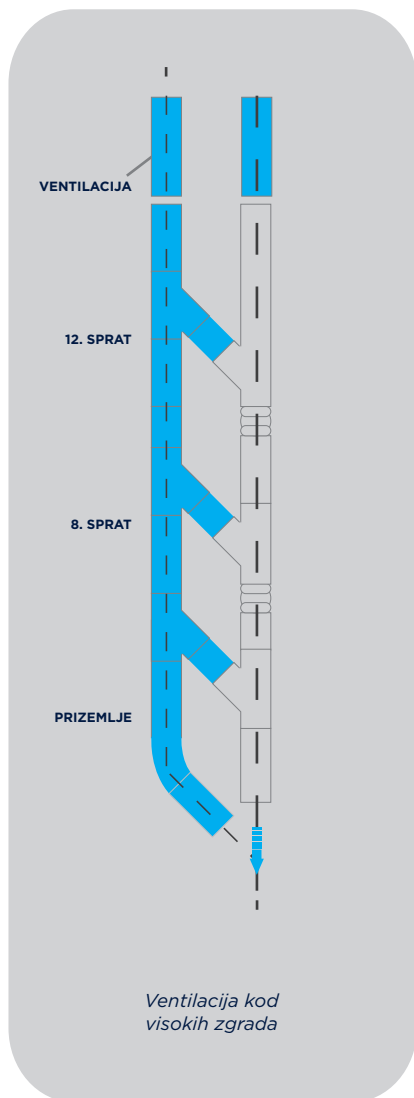 VENTILACIJA
12. SPRAT
8. SPRAT
PRIZEMLJE
Ventilacija kod
visokih zgrada